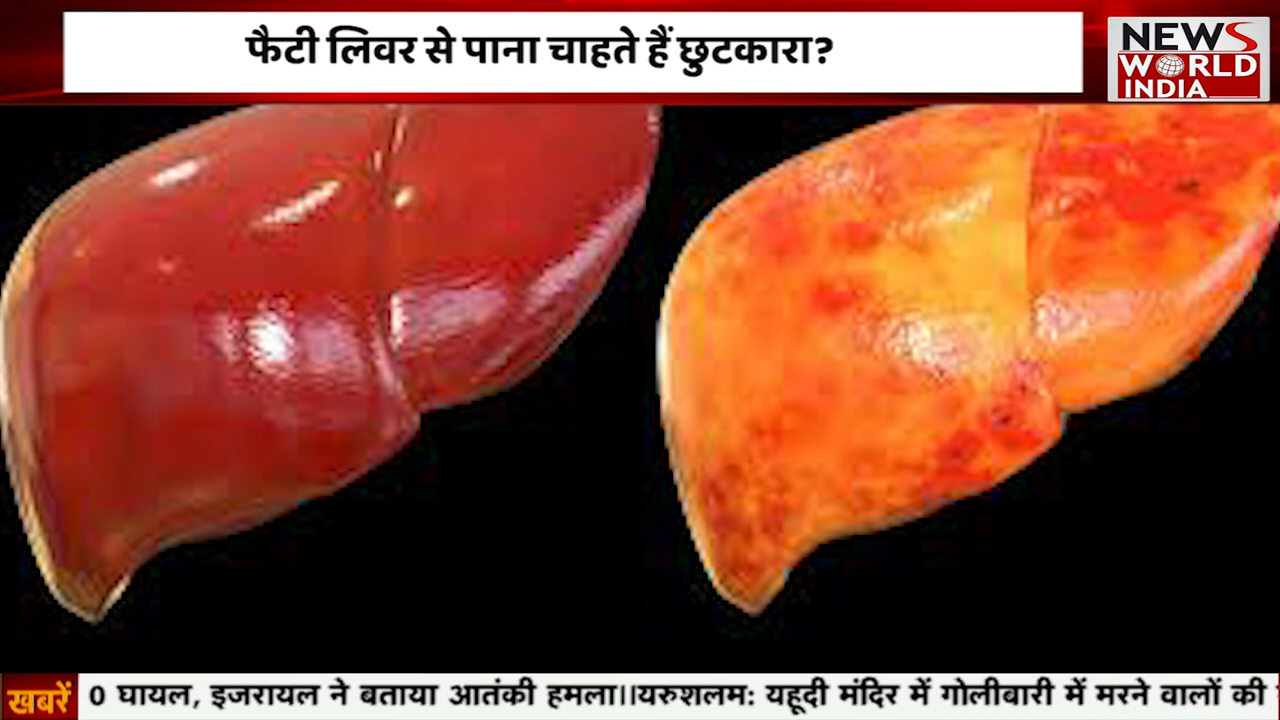 फैटी लिवर से पाना चाहते हैं छुटकारा?
NEWS
WORLD
INDIA
खबरें
0 घायल, इजरायल ने बताया आतंकी हमला।।यरुशलम: यहूदी मंदिर में गोलीबारी में मरने वालों की